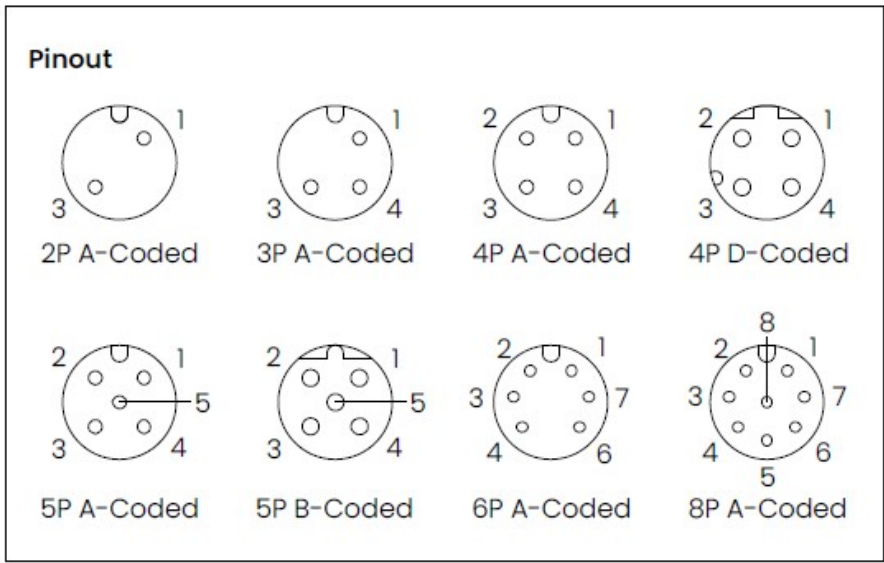 Pinout
1
3
2P A-Coded
1
3 4
3P A-Coded
2 1
3 4
4P A-Coded
2 1
3 4
4P D-Coded
2 1
5
3 4
5P A-Coded
2 1
5
3 4
5P B-Coded
2 1
3 7
4 6
6P A-Coded
8
2 1
3 7
4 6
5
8P A-Coded